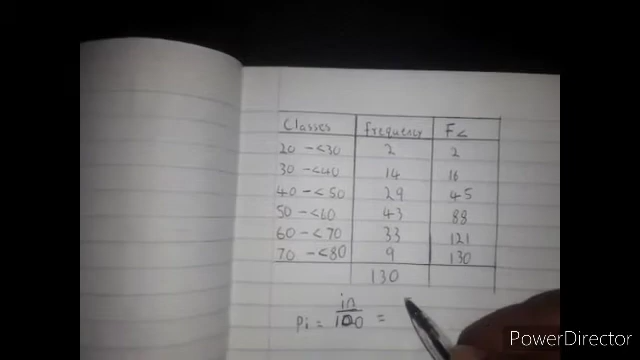 Classes frequency F<
20 - <30 2 2
30 - <40 14 16
40 - <50 29 45
50 - <60 43 88
60 - <70 33 121
70 - <80 9 130
130
Pi = in/100 =
PowerDirector